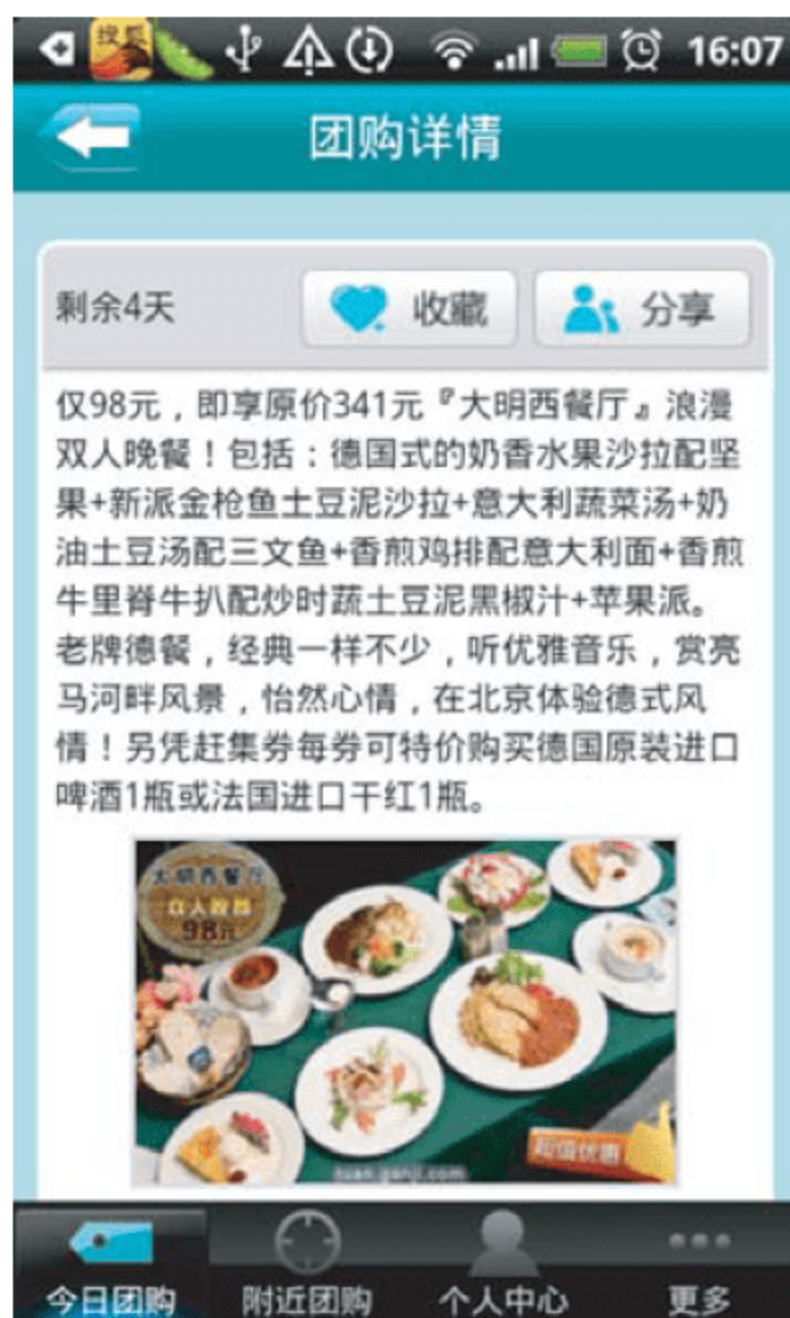 搜狐
16:07
团购详情
剩余4天
收藏
分享
仅98元，即享原价341元『大明西餐厅』浪漫
双人晚餐！包括：德国式的奶香水果沙拉配坚
果+新派金枪鱼土豆泥沙拉+意大利蔬菜汤+奶
油土豆汤配三文鱼+香煎鸡排配意大利面+香煎
牛里脊牛扒配炒时蔬土豆泥黑椒汁+苹果派。
老牌德餐，经典一样不少，听优雅音乐，赏亮
马河畔风景，怡然心情，在北京体验德式风
情！另凭赶集券每券可特价购买德国原装进口
啤酒1瓶或法国进口干红1瓶。
大明西餐厅
98元
超值优惠
tuan.ganji.com
今日团购
附近团购
个人中心
更多